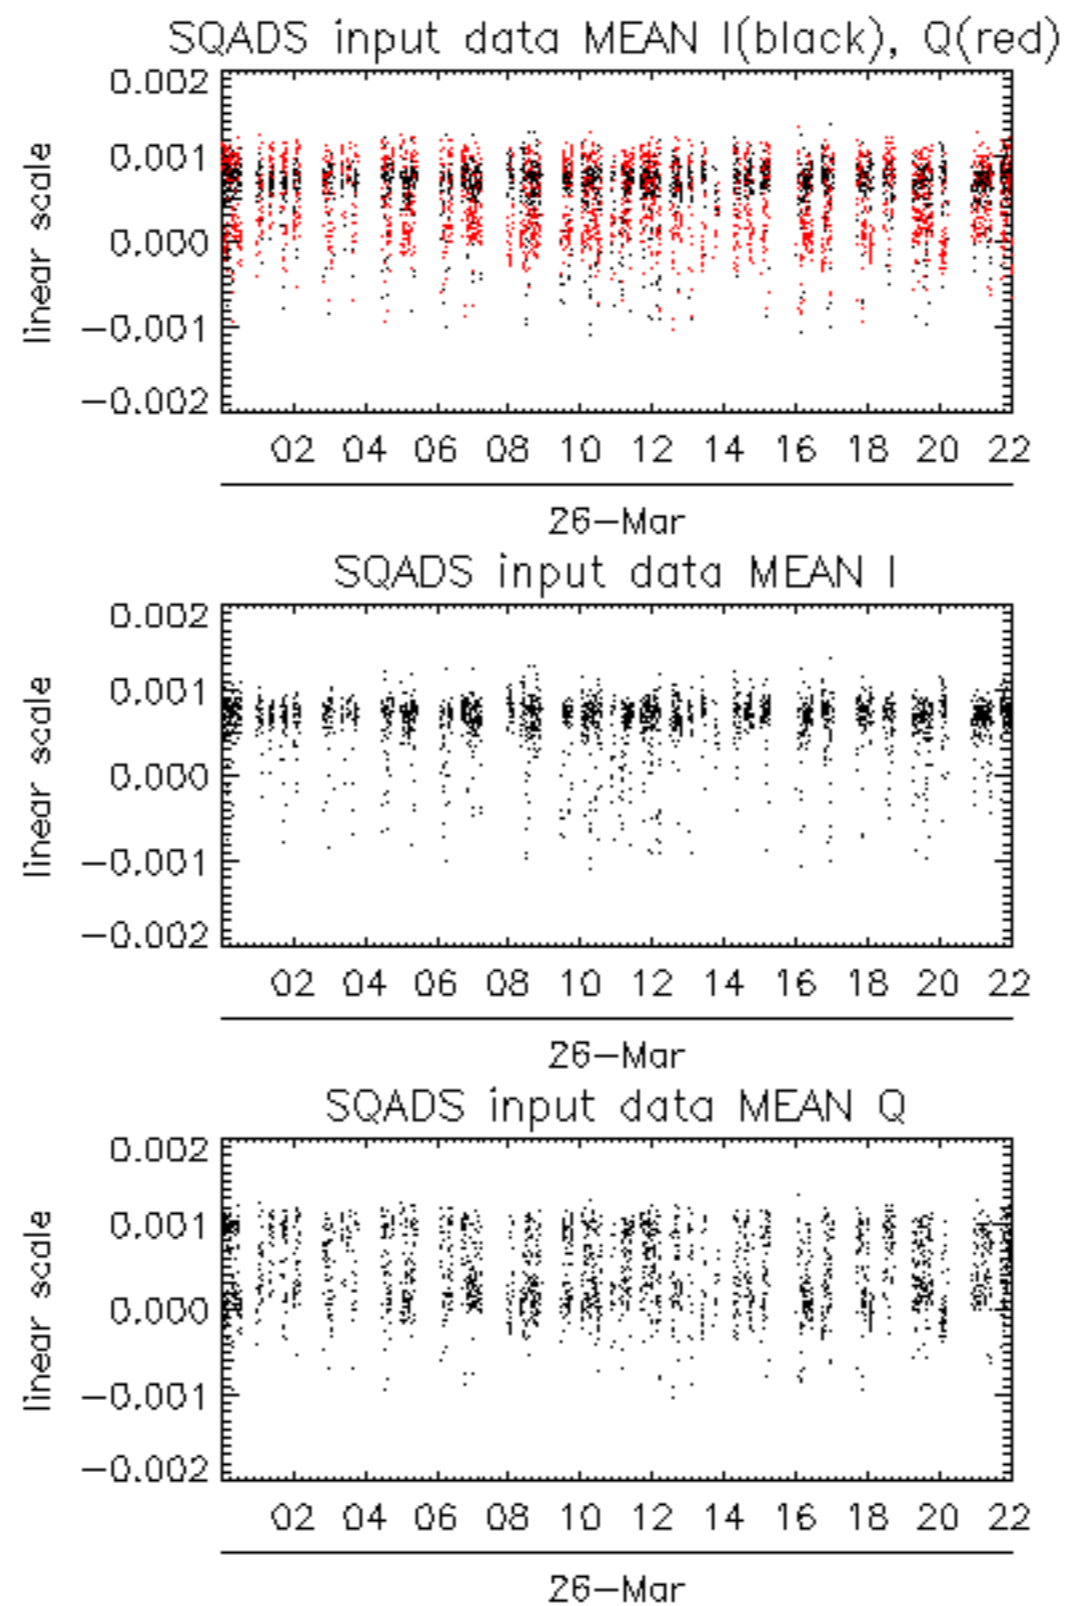 SQADS input data MEAN I(black), Q(red)
0.002
0.001
0.000
−0.001
−0.002
linear scale
02 04 06 08 10 12 14 16 18 20 22
26−Mar
SQADS input data MEAN I
0.002
0.001
0.000
−0.001
−0.002
linear scale
02 04 06 08 10 12 14 16 18 20 22
26−Mar
SQADS input data MEAN Q
0.002
0.001
0.000
−0.001
−0.002
linear scale
02 04 06 08 10 12 14 16 18 20 22
26−Mar